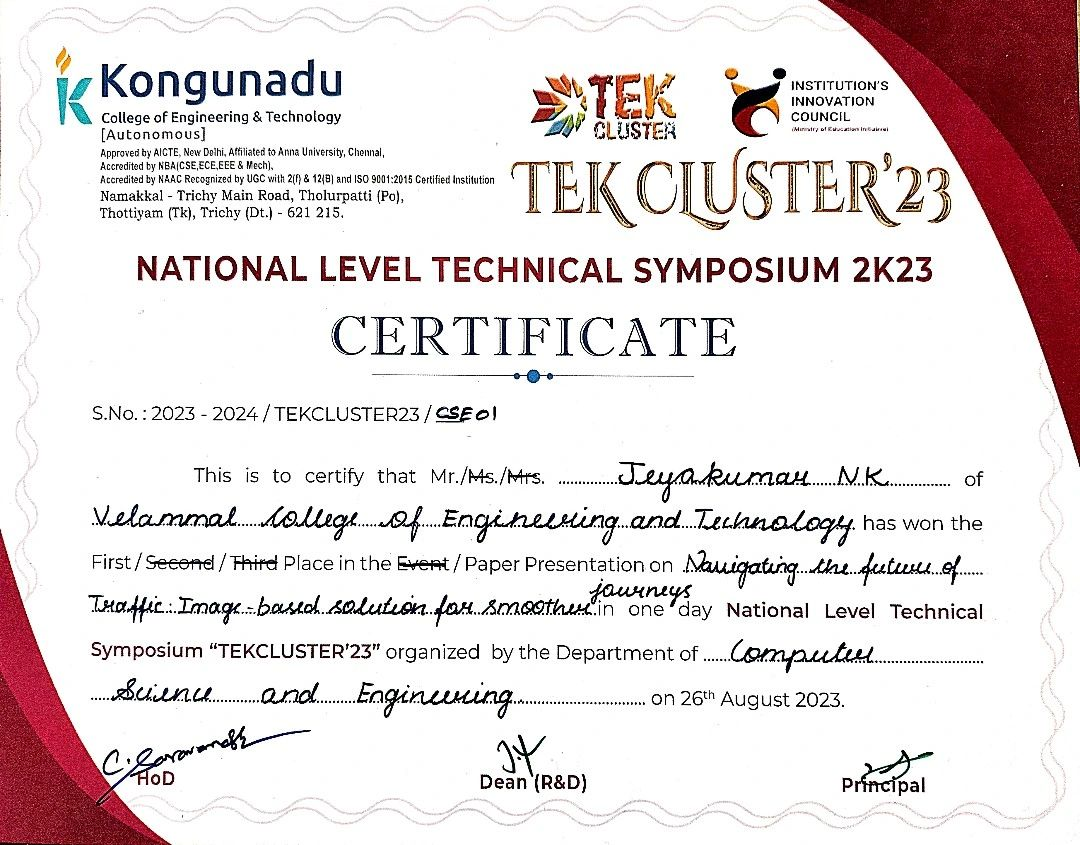 Kongunadu
College of Engineering & Technology
[Autonomous]
Approved by AICTE, New Delhi, Affiliated to Anna University, Chennai,
Accredited by NBA(CSE,ECE,EEE & Mech),
Accredited by NAAC Recognized by UGC with 2(f) & 12(B) and ISO 9001:2015 Certified Institution
Namakkal - Trichy Main Road, Tholurpatti (Po),
Thottiyam (Tk), Trichy (Dt.) - 621 215.
TEK
CLUSTER
INSTITUTION'S
INNOVATION
COUNCIL
(Ministry of Education Initiative)
TEK CLUSTER'23
NATIONAL LEVEL TECHNICAL SYMPOSIUM 2K23
CERTIFICATE
S.No. : 2023 - 2024 / TEKCLUSTER23 / CSE01
This is to certify that Mr./Ms./Mrs. Jeyakumar N.K of
Velammal College of Engineering and Technology has won the
First / Second / Third Place in the Event / Paper Presentation on Navigating the future of
journeys
Traffic: Image-based solution for smoother in one day National Level Technical
Symposium "TEKCLUSTER'23" organized by the Department of Computer
Science and Engineering on 26th August 2023.
HoD
Dean (R&D)
Principal